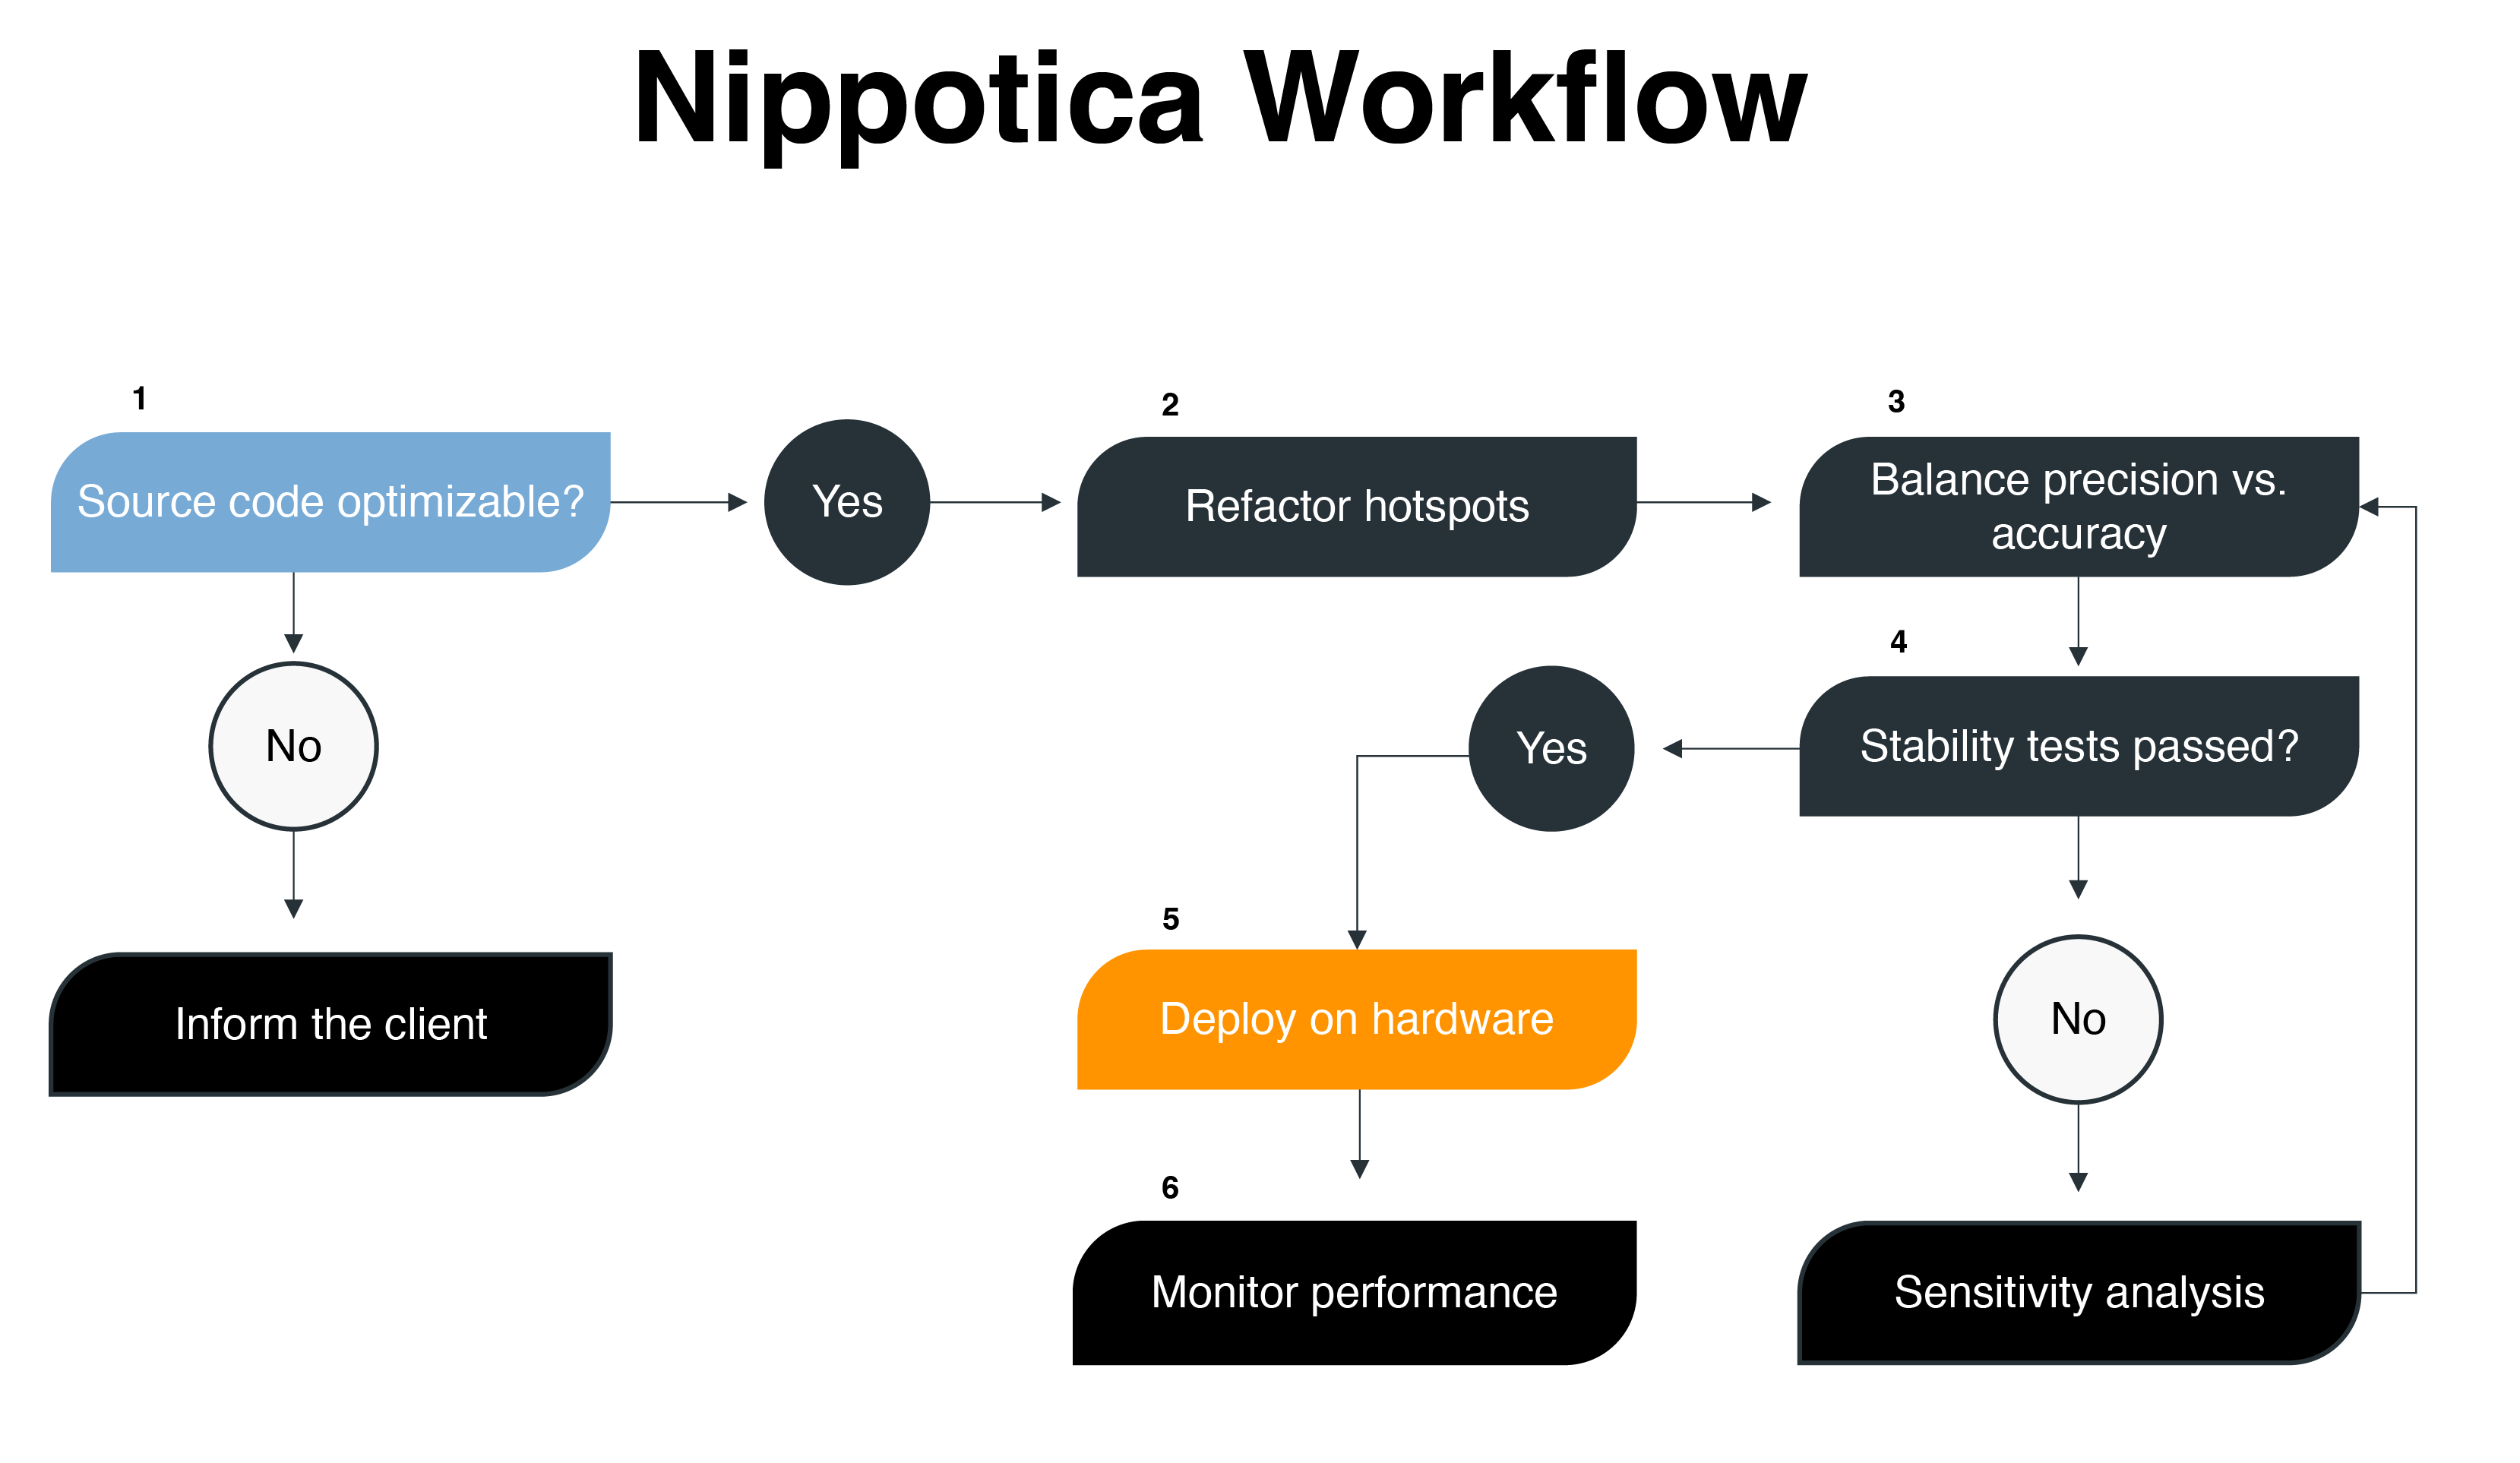 Nippotica Workflow
1
2
3
Source code optimizable?
Yes
Refactor hotspots
Balance precision vs.
accuracy
4
No
Yes
Stability tests passed?
5
Inform the client
Deploy on hardware
No
6
Monitor performance
Sensitivity analysis